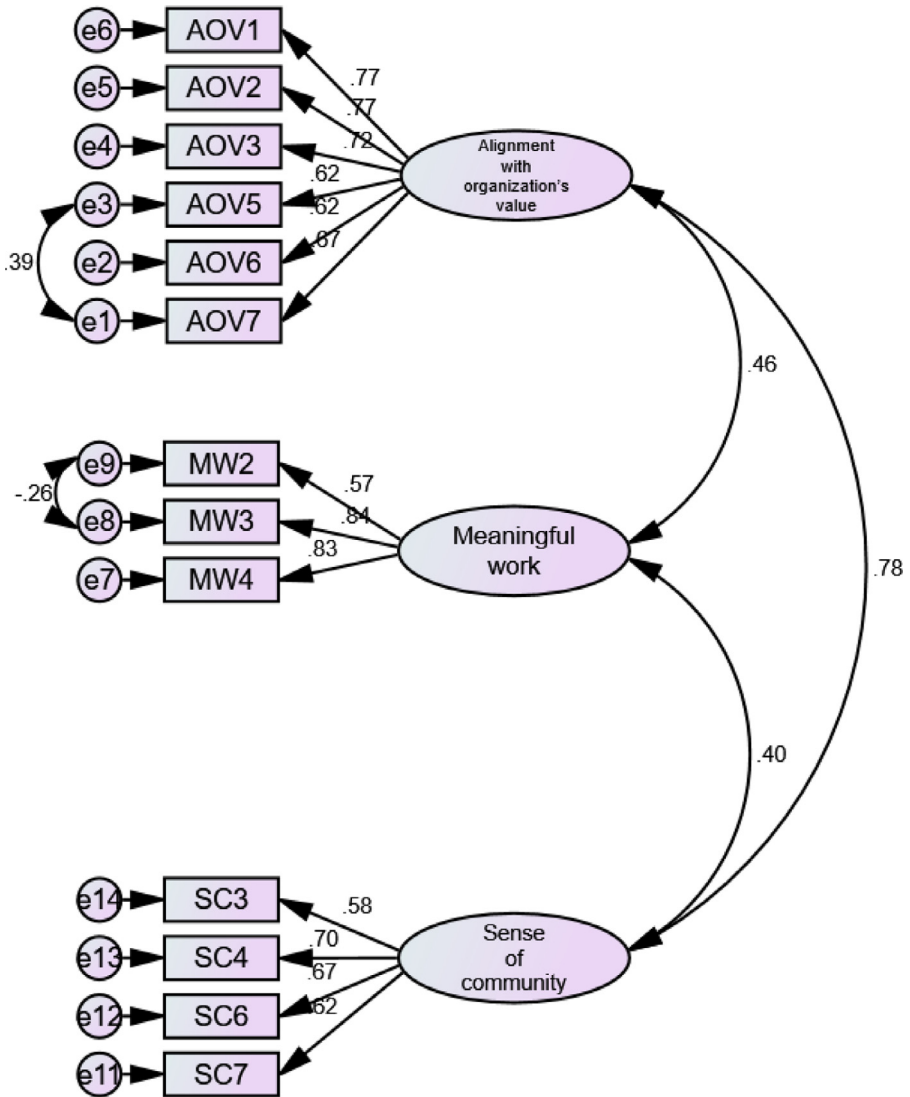 e6 AOV1
.77
e5 AOV2
.77
e4 AOV3
.72
Alignment
with
organization's
value
e3 AOV5
.62
.39
e2 AOV6
.62
e1 AOV7
.67
.46
e9 MW2
.57
-.26
e8 MW3
.84
Meaningful
work
e7 MW4
.83
.78
.40
e14 SC3
.58
e13 SC4
.70
Sense
of
community
e12 SC6
.67
e11 SC7
.62